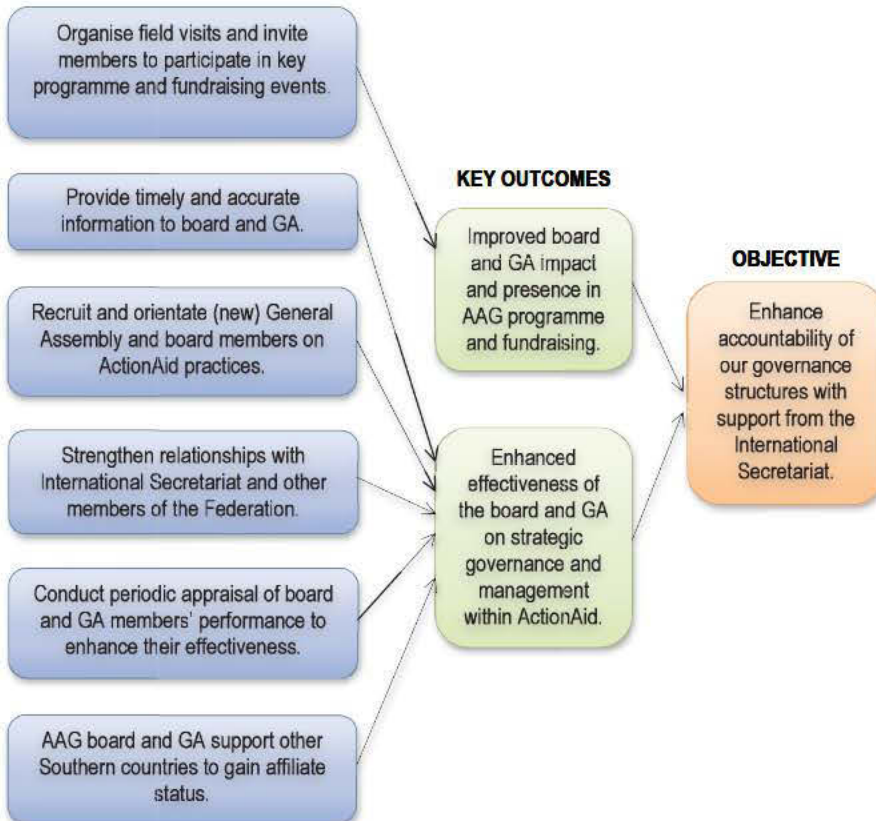 Organise field visits and invite
members to participate in key
programme and fundraising events.
Provide timely and accurate
information to board and GA.
Recruit and orientate (new) General
Assembly and board members on
ActionAid practices.
Strengthen relationships with
International Secretariat and other
members of the Federation.
Conduct periodic appraisal of board
and GA members' performance to
enhance their effectiveness.
AAG board and GA support other
Southern countries to gain affiliate
status.
KEY OUTCOMES
Improved board
and GA impact
and presence in
AAG programme
and fundraising.
Enhanced
effectiveness of
the board and GA
on strategic
governance and
management
within ActionAid.
OBJECTIVE
Enhance
accountability of
our governance
structures with
support from the
International
Secretariat.